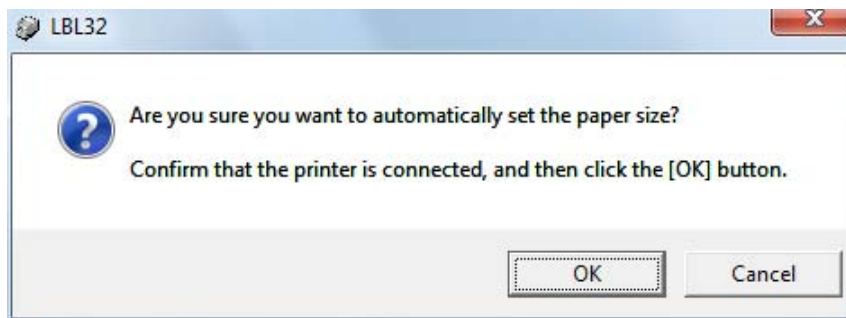 LBL32
Are you sure you want to automatically set the paper size?
Confirm that the printer is connected, and then click the [OK] button.
OK Cancel